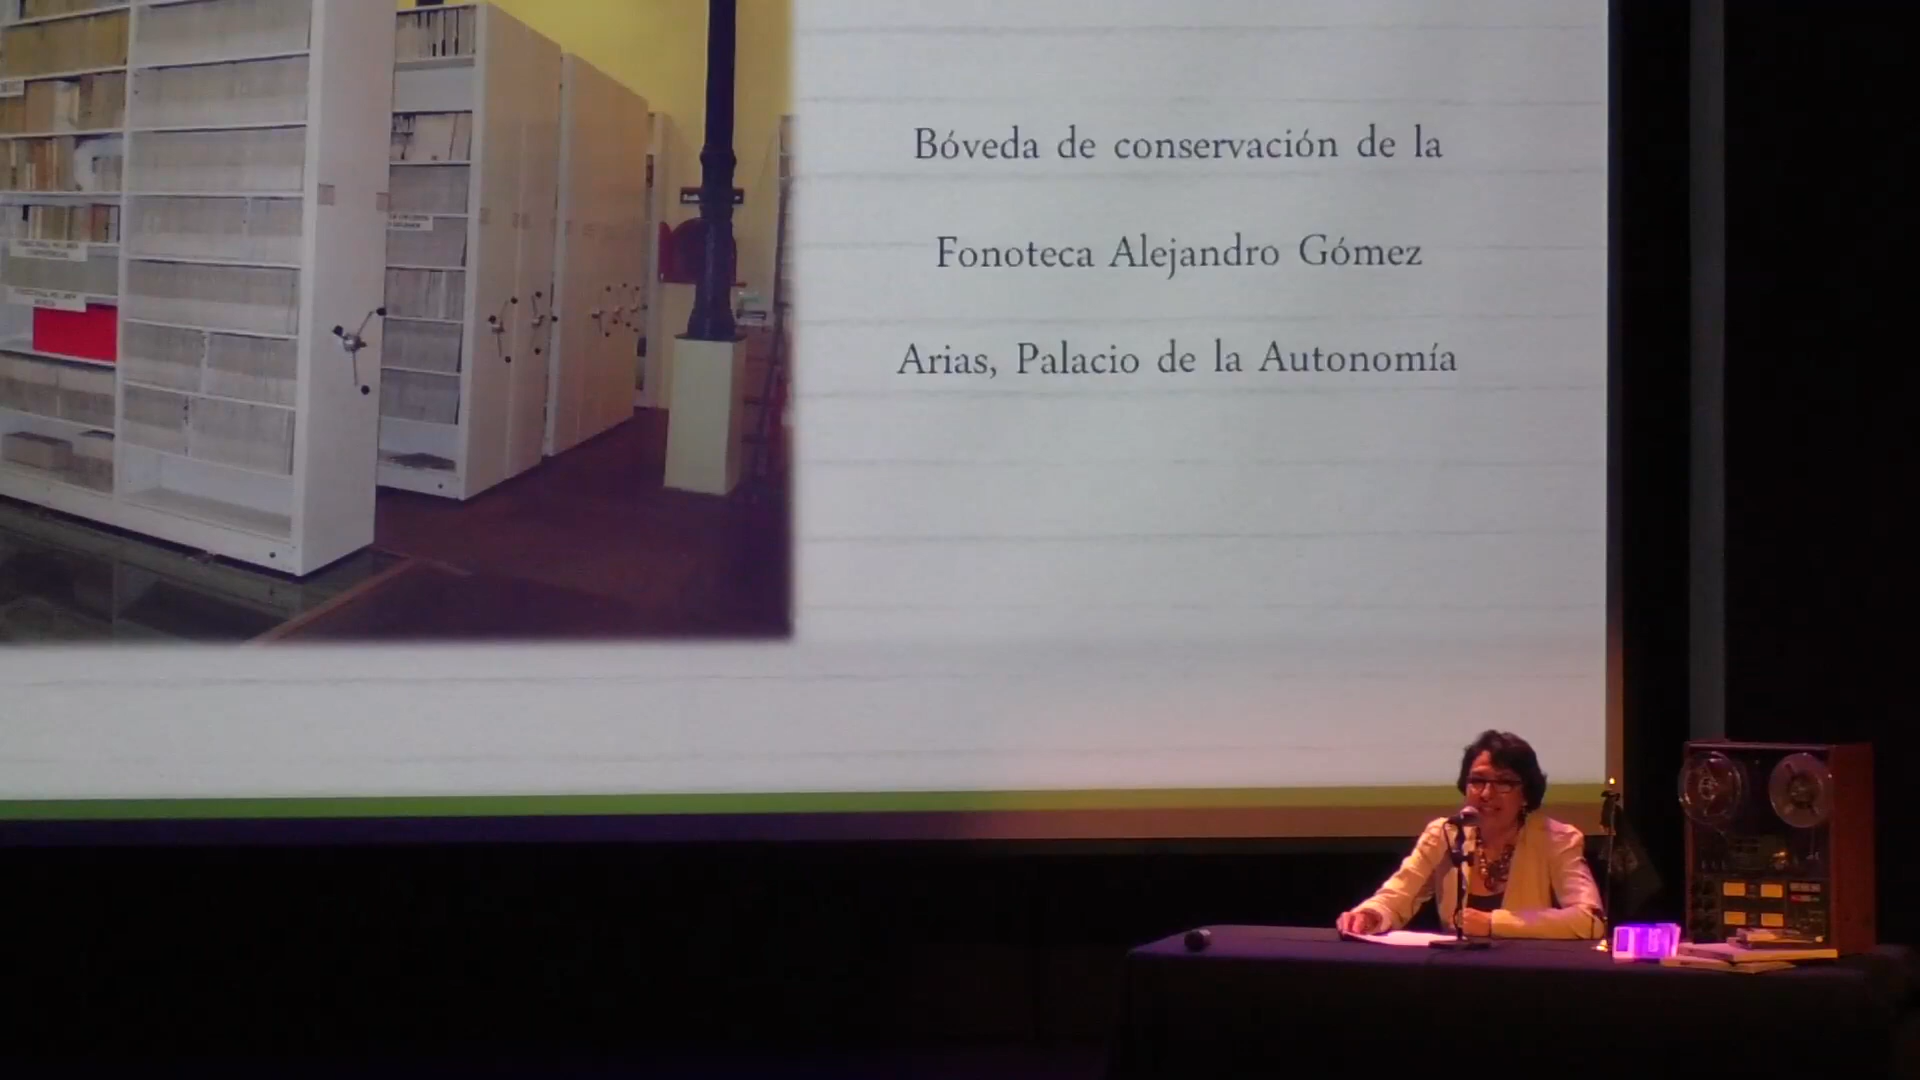 Bóveda de conservación de la
Fonoteca Alejandro Gómez
Arias, Palacio de la Autonomía